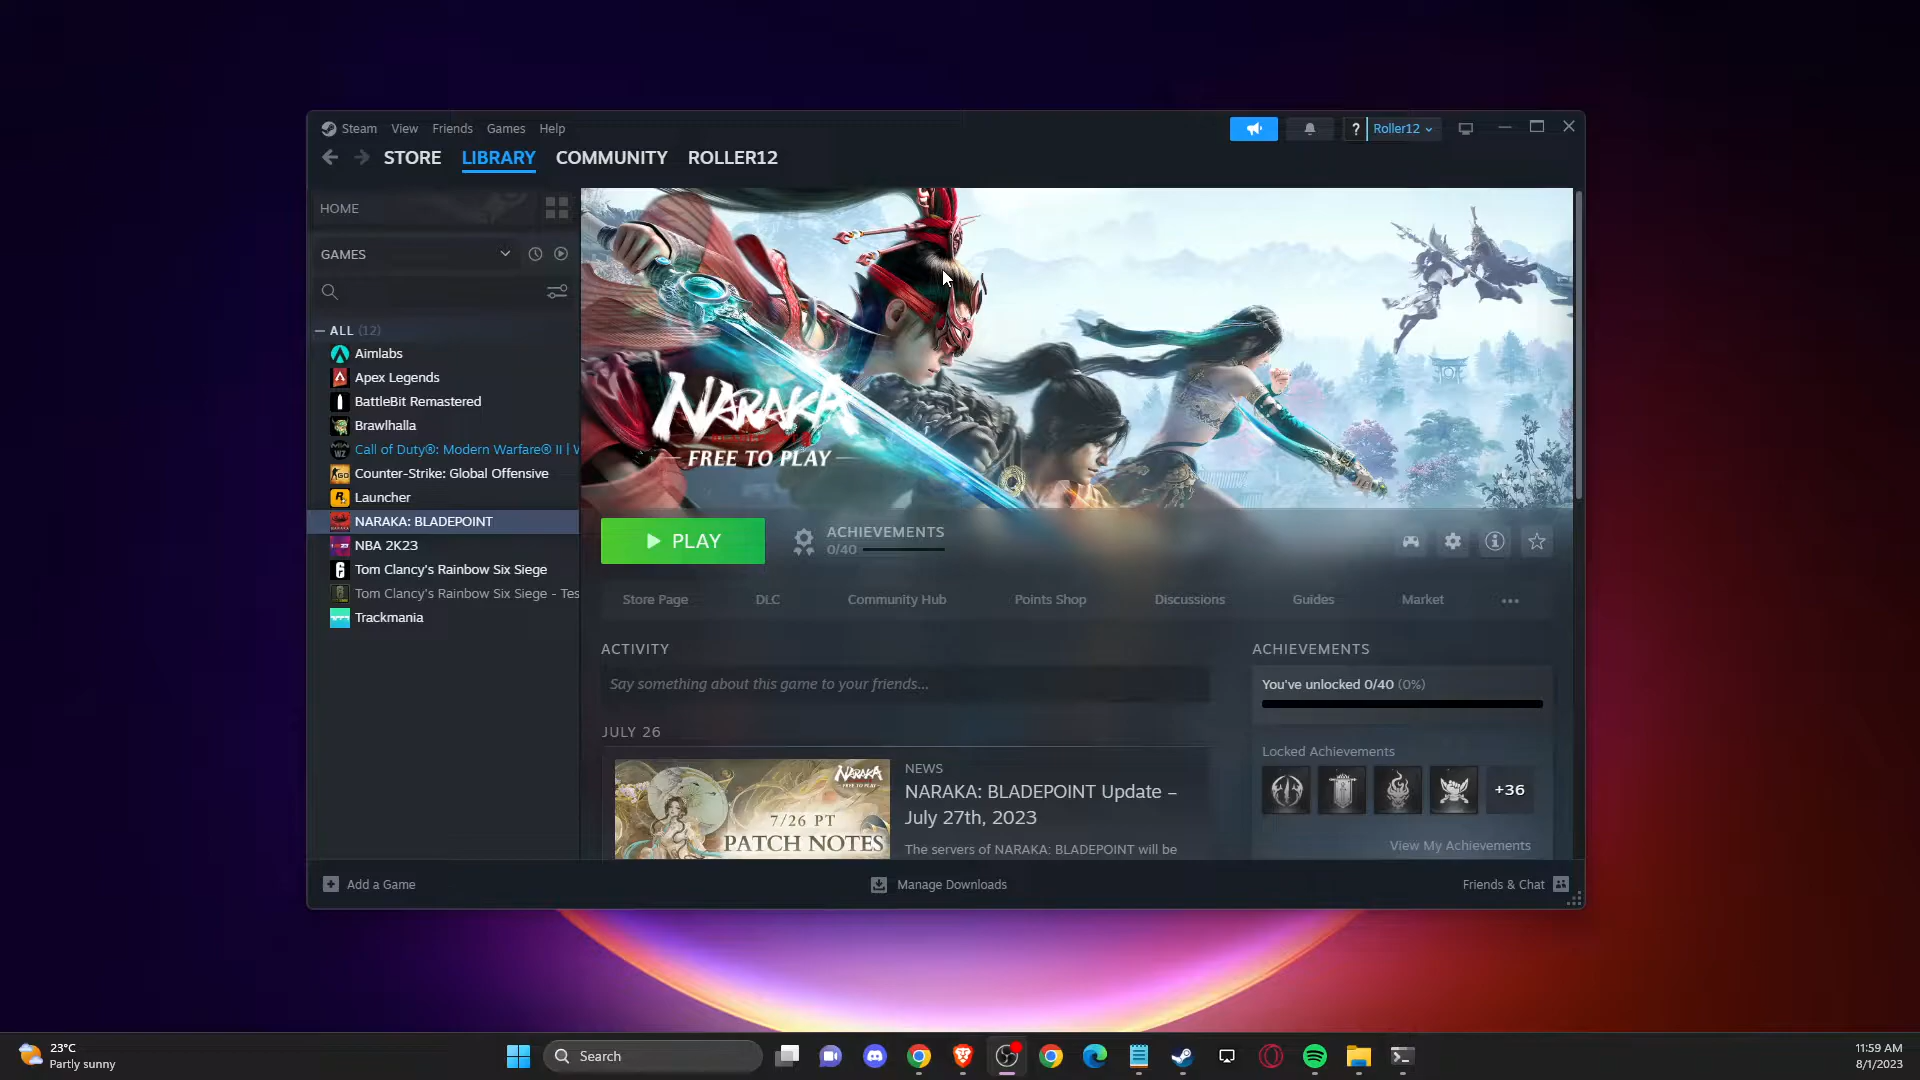 Steam View Friends Games Help
? Roller12
STORE LIBRARY COMMUNITY ROLLER12
HOME
GAMES
ALL (12)
Aimlabs
Apex Legends
BattleBit Remastered
Brawlhalla
Call of Duty®: Modern Warfare® II | W
Counter-Strike: Global Offensive
Launcher
NARAKA: BLADEPOINT
NBA 2K23
Tom Clancy's Rainbow Six Siege
Tom Clancy's Rainbow Six Siege - Tes
Trackmania
NARAKA
FREE TO PLAY
PLAY
ACHIEVEMENTS
0/40
Store Page DLC Community Hub Points Shop Discussions Guides Market •••
ACTIVITY
Say something about this game to your friends...
JULY 26
NARAKA
FREE TO PLAY
7/26 PT
PATCH NOTES
NEWS
NARAKA: BLADEPOINT Update –
July 27th, 2023
The servers of NARAKA: BLADEPOINT will be
ACHIEVEMENTS
You've unlocked 0/40 (0%)
Locked Achievements
+36
View My Achievements
Add a Game
Manage Downloads
Friends & Chat
23°C
Partly sunny
Search
11:59 AM
8/1/2023